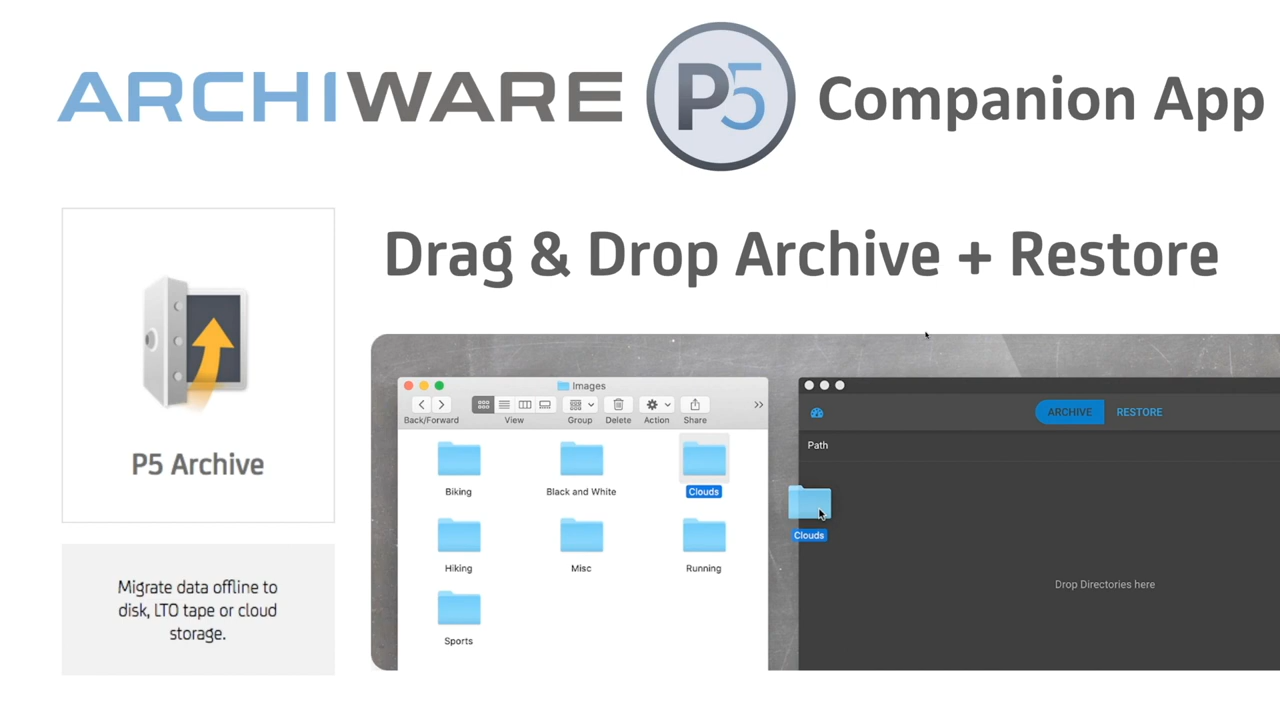 ARCHIWARE P5 Companion App
Drag & Drop Archive + Restore
P5 Archive
Migrate data offline to
disk, LTO tape or cloud
storage.
Images
Back/Forward View Group Delete Action Share
Biking Black and White Clouds
Hiking Misc Running
Sports
ARCHIVE RESTORE
Path
Clouds
Drop Directories here